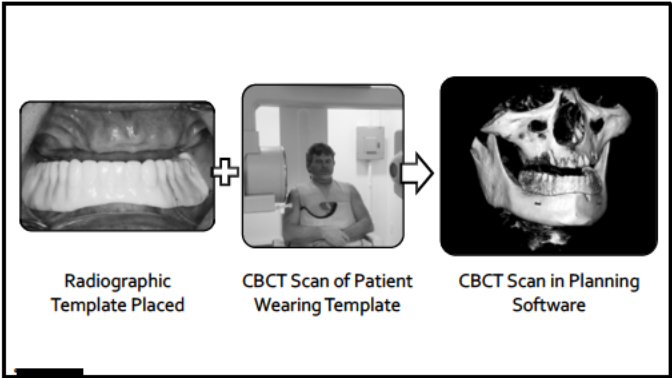 Radiographic
Template Placed
CBCT Scan of Patient
Wearing Template
CBCT Scan in Planning
Software